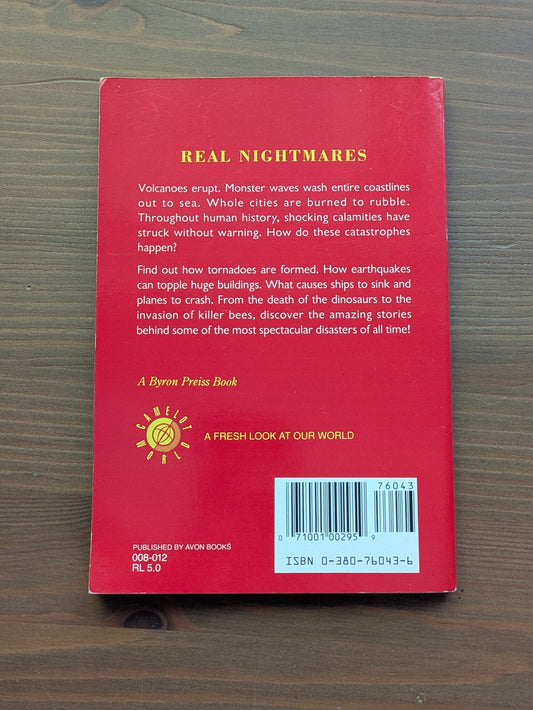 REAL NIGHTMARES
Volcanoes erupt. Monster waves wash entire coastlines
out to sea. Whole cities are burned to rubble.
Throughout human history, shocking calamities have
struck without warning. How do these catastrophes
happen?
Find out how tornadoes are formed. How earthquakes
can topple huge buildings. What causes ships to sink and
planes to crash. From the death of the dinosaurs to the
invasion of killer bees, discover the amazing stories
behind some of the most spectacular disasters of all time!
A Byron Preiss Book
CAMELOT
WORLD
A FRESH LOOK AT OUR WORLD
76043
0 71001 00295 9
ISBN 0-380-76043-6
PUBLISHED BY AVON BOOKS
008-012
RL 5.0